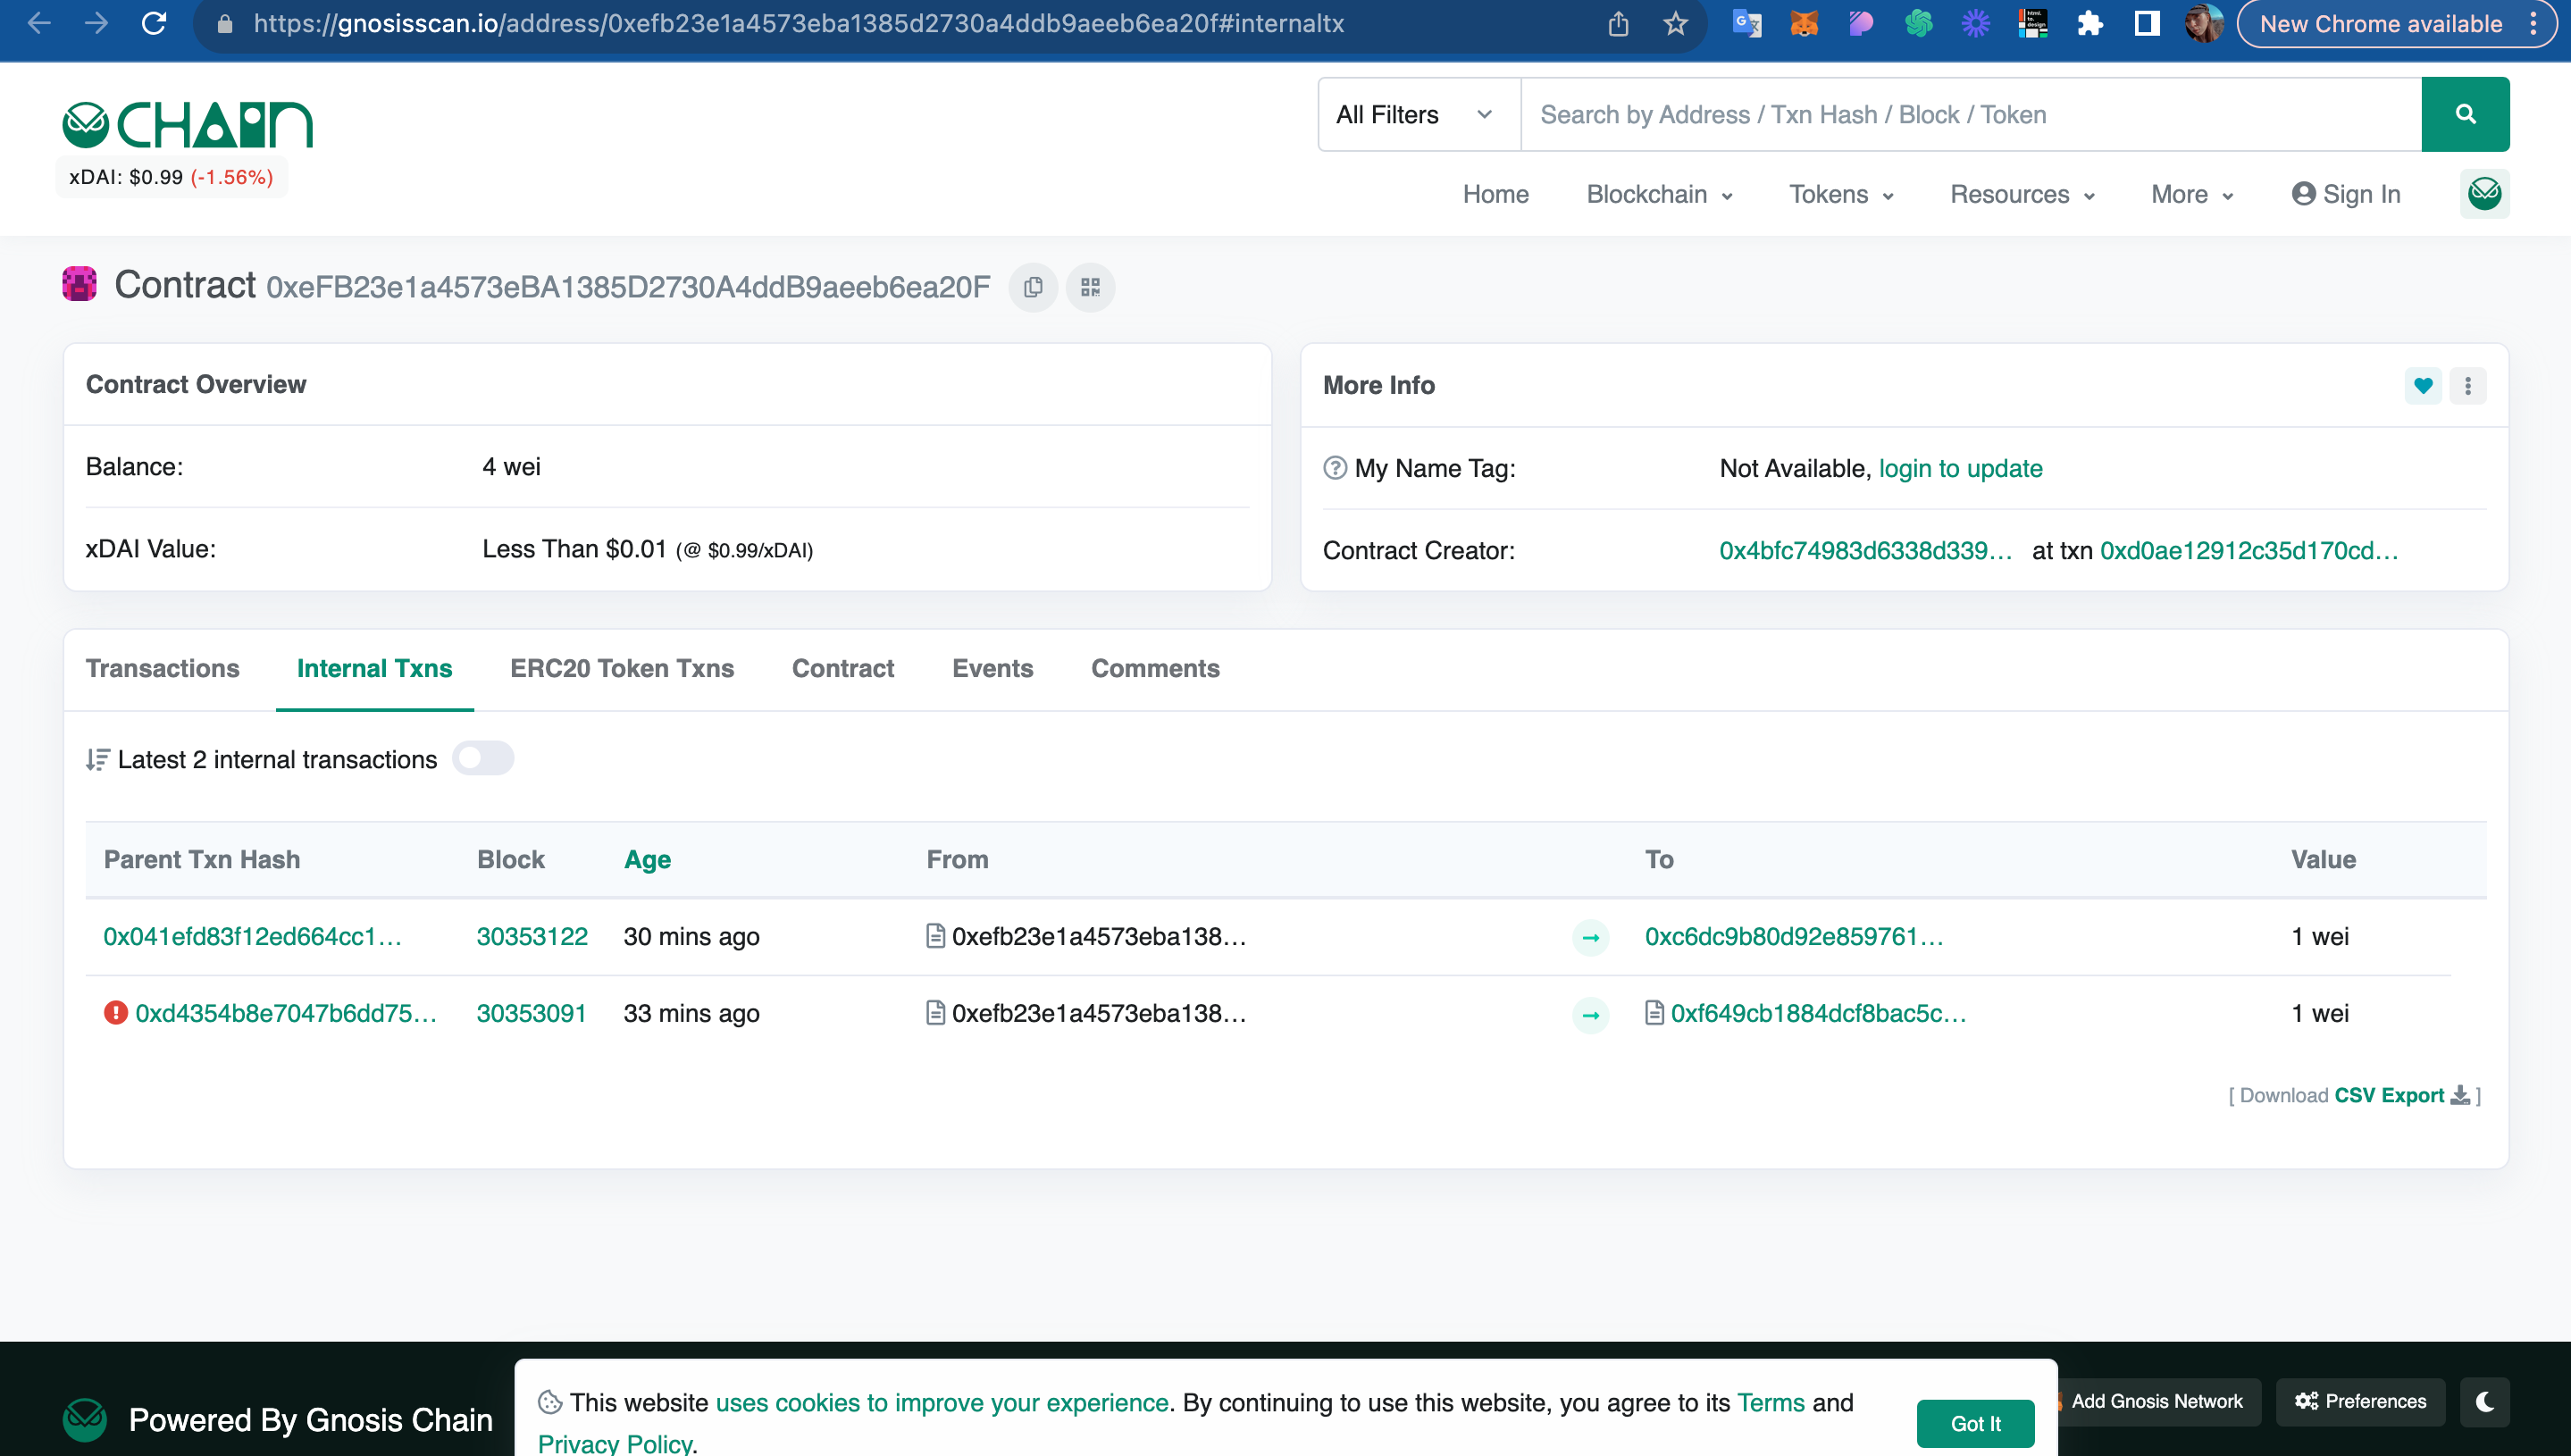 https://gnosisscan.io/address/0xefb23e1a4573eba1385d2730a4ddb9aeeb6ea20f#internaltx
New Chrome available
CHAIN
xDAI: $0.99 (-1.56%)
All Filters
Search by Address / Txn Hash / Block / Token
Home Blockchain Tokens Resources More Sign In
Contract 0xeFB23e1a4573eBA1385D2730A4ddB9aeeb6ea20F
Contract Overview
Balance: 4 wei
xDAI Value: Less Than $0.01 (@ $0.99/xDAI)
More Info
My Name Tag: Not Available, login to update
Contract Creator: 0x4bfc74983d6338d339... at txn 0xd0ae12912c35d170cd...
Transactions Internal Txns ERC20 Token Txns Contract Events Comments
Latest 2 internal transactions
Parent Txn Hash Block Age From To Value
0x041efd83f12ed664cc1... 30353122 30 mins ago 0xefb23e1a4573eba138... 0xc6dc9b80d92e859761... 1 wei
0xd4354b8e7047b6dd75... 30353091 33 mins ago 0xefb23e1a4573eba138... 0xf649cb1884dcf8bac5c... 1 wei
[ Download CSV Export ]
Powered By Gnosis Chain
This website uses cookies to improve your experience. By continuing to use this website, you agree to its Terms and
Privacy Policy.
Got It
Add Gnosis Network
Preferences